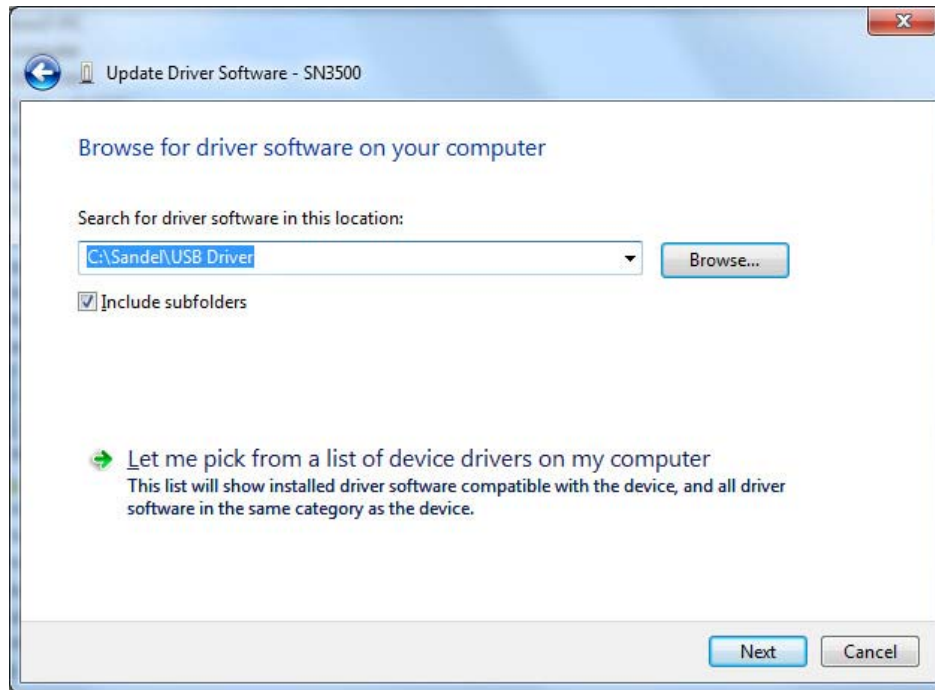 Update Driver Software - SN3500
Browse for driver software on your computer
Search for driver software in this location:
C:\Sandel\USB Driver
Browse...
Include subfolders
Let me pick from a list of device drivers on my computer
This list will show installed driver software compatible with the device, and all driver
software in the same category as the device.
Next
Cancel